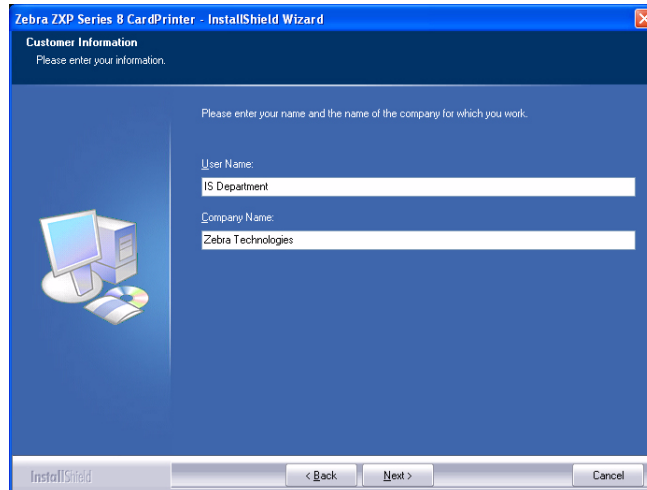 Zebra ZXP Series 8 CardPrinter - InstallShield Wizard
Customer Information
Please enter your information.
Please enter your name and the name of the company for which you work.
User Name:
IS Department
Company Name:
Zebra Technologies
InstallShield
< Back
Next >
Cancel